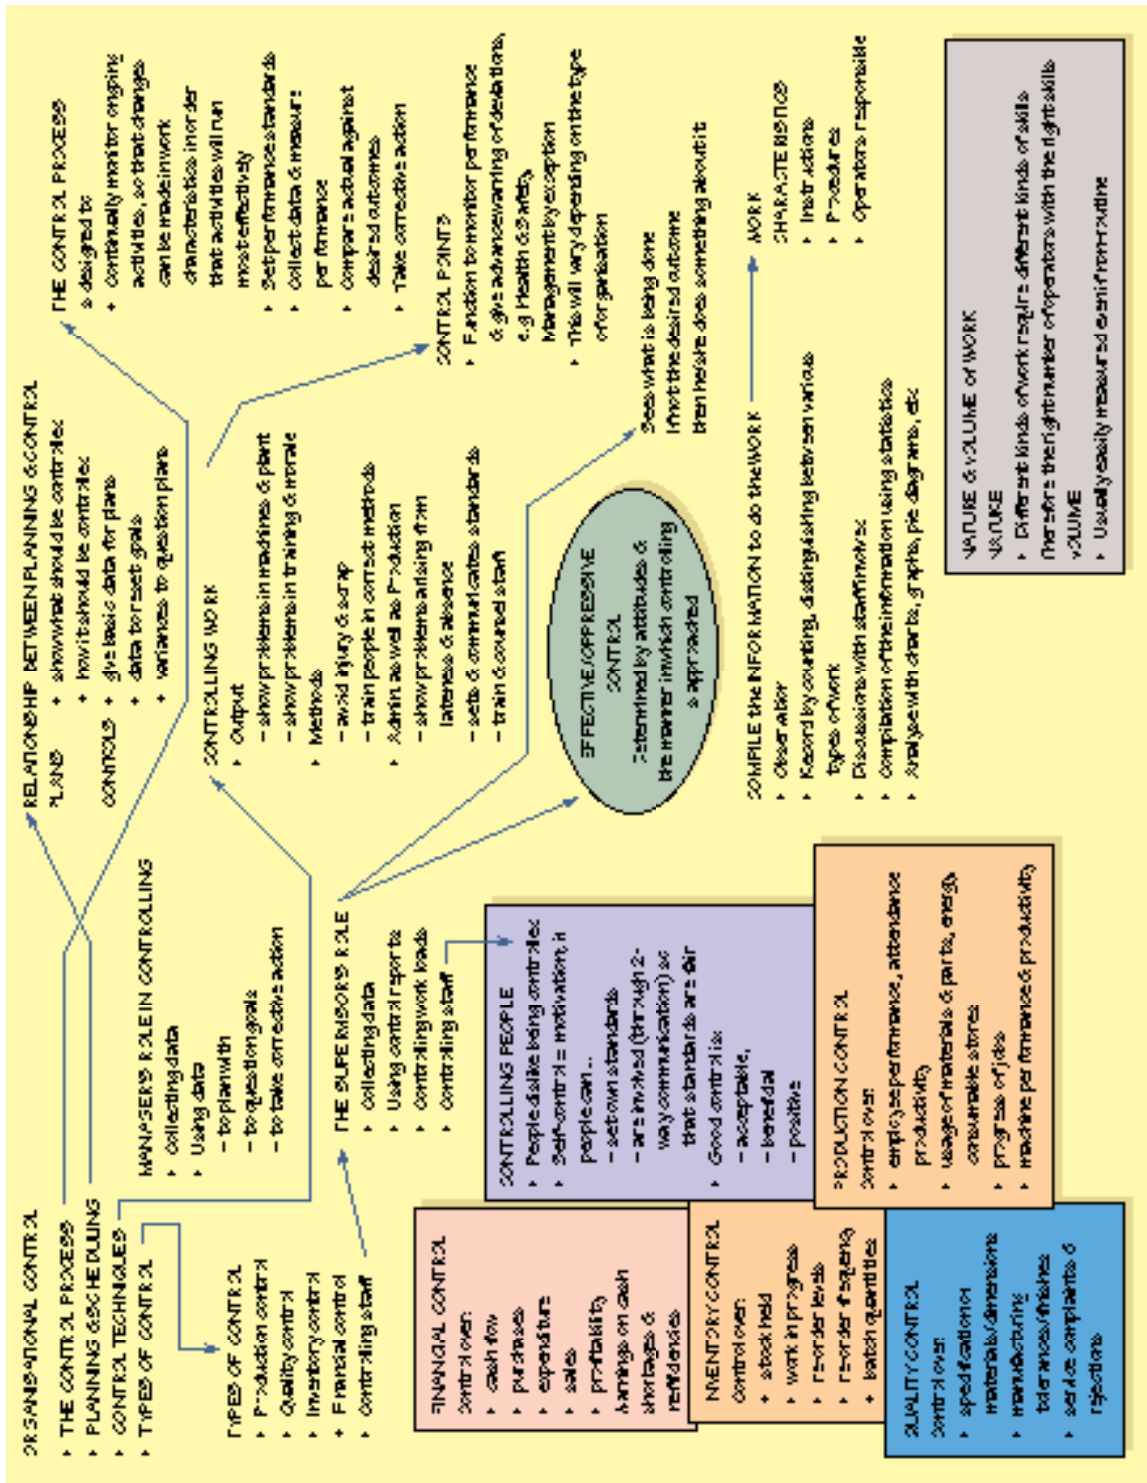 ORGANISATIONAL CONTROL
• THE CONTROL PROCESS
• PLANNING & SCHEDULING
• CONTROL TECHNIQUES
• TYPES OF CONTROL
TYPES OF CONTROL
• Production control
• Quality control
• Inventory control
• Financial control
• Controlling staff
MANAGER'S ROLE IN CONTROLLING
• Collecting data
• Using data
– to plan with
– to question goals
– to take corrective action
THE SUPERVISOR'S ROLE
• Collecting data
• Using control reports
• Controlling work loads
• Controlling staff
RELATIONSHIP BETWEEN PLANNING & CONTROL
PLANS • show what should be controlled
• how it should be controlled
CONTROLS • give basic data for plans
• data to reset goals
• variances to question plans
THE CONTROL PROCESS
is designed to
• Continually monitor ongoing
activities, so that changes
can be made in work
characteristics in order
that activities will run
most effectively
• Set performance standards
• Collect data & measure
performance
• Compare actual against
desired outcomes
• Take corrective action
CONTROLLING WORK
• Output
– show problems in machines & plant
– show problems in training & morale
• Methods
– avoid injury & scrap
– train people in correct methods
• Admin as well as Production
– show problems arising from
lateness & absence
– sets & communicates standards
– train & counsel staff
CONTROL POINTS
• Function to monitor performance
& give advance warning of deviations,
e.g. Health & Safety,
Management by exception
• This will vary depending on the type
of organisation
Sees what is being done
If not the desired outcome
then he/she does something about it
EFFECTIVE/OPPRESSIVE
CONTROL
Determined by attitudes &
the manner in which controlling
is approached
COMPILE the INFORMATION to do the WORK
• Observation
• Record by counting, distinguishing between various
types of work
• Discussions with staff involved
• Compilation of the information using statistics
• Analyse with charts, graphs, pie diagrams, etc
WORK
CHARACTERISTICS
• Instructions
• Procedures
• Operators responsible
NATURE & VOLUME of WORK
NATURE
• Different kinds of work require different kinds of skills
Therefore the right number of operators with the right skills
VOLUME
• Usually easily measured even if non-routine
CONTROLLING PEOPLE
• People dislike being controlled
• Self-control = motivation, if
people can...
– set own standards
– are involved (through 2-
way communication) so
that standards are fair
• Good control is:
– acceptable,
– beneficial
– positive
FINANCIAL CONTROL
Control over:
• cash flow
• purchases
• expenditure
• sales
• profitability
& earnings on cash
shortages &
inefficiencies
INVENTORY CONTROL
Control over:
• stock held
• work in progress
• re-order levels
• re-order frequency
• batch quantities
PRODUCTION CONTROL
Control over:
• employee performance, attendance
productivity
• usage of materials & parts, energy,
consumable stores
• progress of jobs
• machine performance & productivity
QUALITY CONTROL
Control over:
• specification of
materials/dimensions
• manufacturing
tolerances/finishes
• service complaints &
rejections